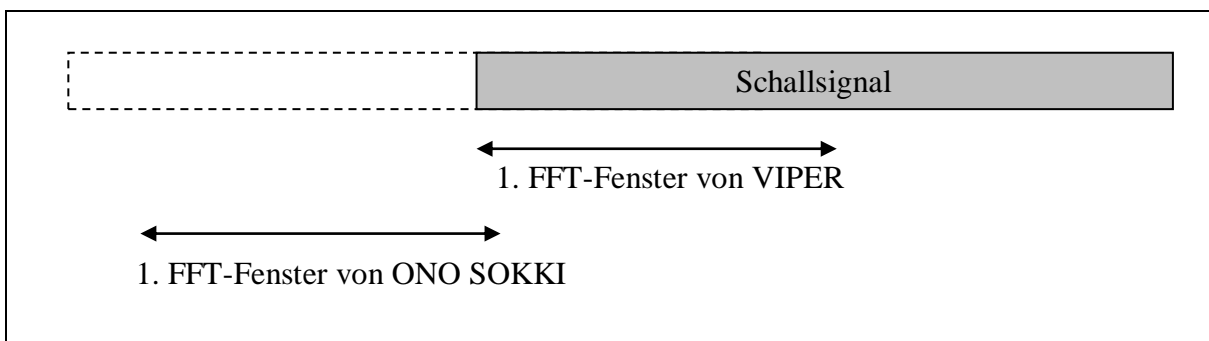 Schallsignal
1. FFT-Fenster von VIPER
1. FFT-Fenster von ONO SOKKI